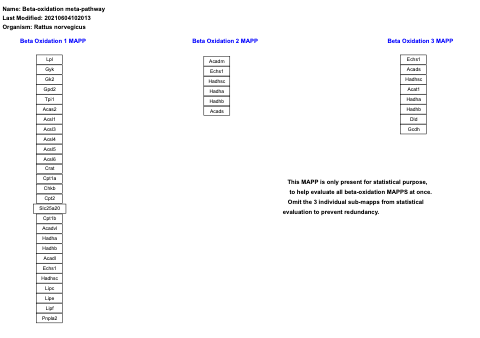 Name: Beta-oxidation meta-pathway
Last Modified: 20210604102013
Organism: Rattus norvegicus
Beta Oxidation 1 MAPP
Lpl
Gyk
Gk2
Gpd2
Tpi1
Acas2
Acsl1
Acsl3
Acsl4
Acsl5
Acsl6
Crat
Cpt1a
Chkb
Cpt2
Slc25a20
Cpt1b
Acadvl
Hadha
Hadhb
Acadl
Echs1
Hadhsc
Lipc
Lipe
Lipf
Pnpla2
Beta Oxidation 2 MAPP
Acadm
Echs1
Hadhsc
Hadha
Hadhb
Acads
Beta Oxidation 3 MAPP
Echs1
Acads
Hadhsc
Acat1
Hadha
Hadhb
Dld
Gcdh
This MAPP is only present for statistical purpose,
to help evaluate all beta-oxidation MAPPS at once.
Omit the 3 individual sub-mapps from statistical
evaluation to prevent redundancy.